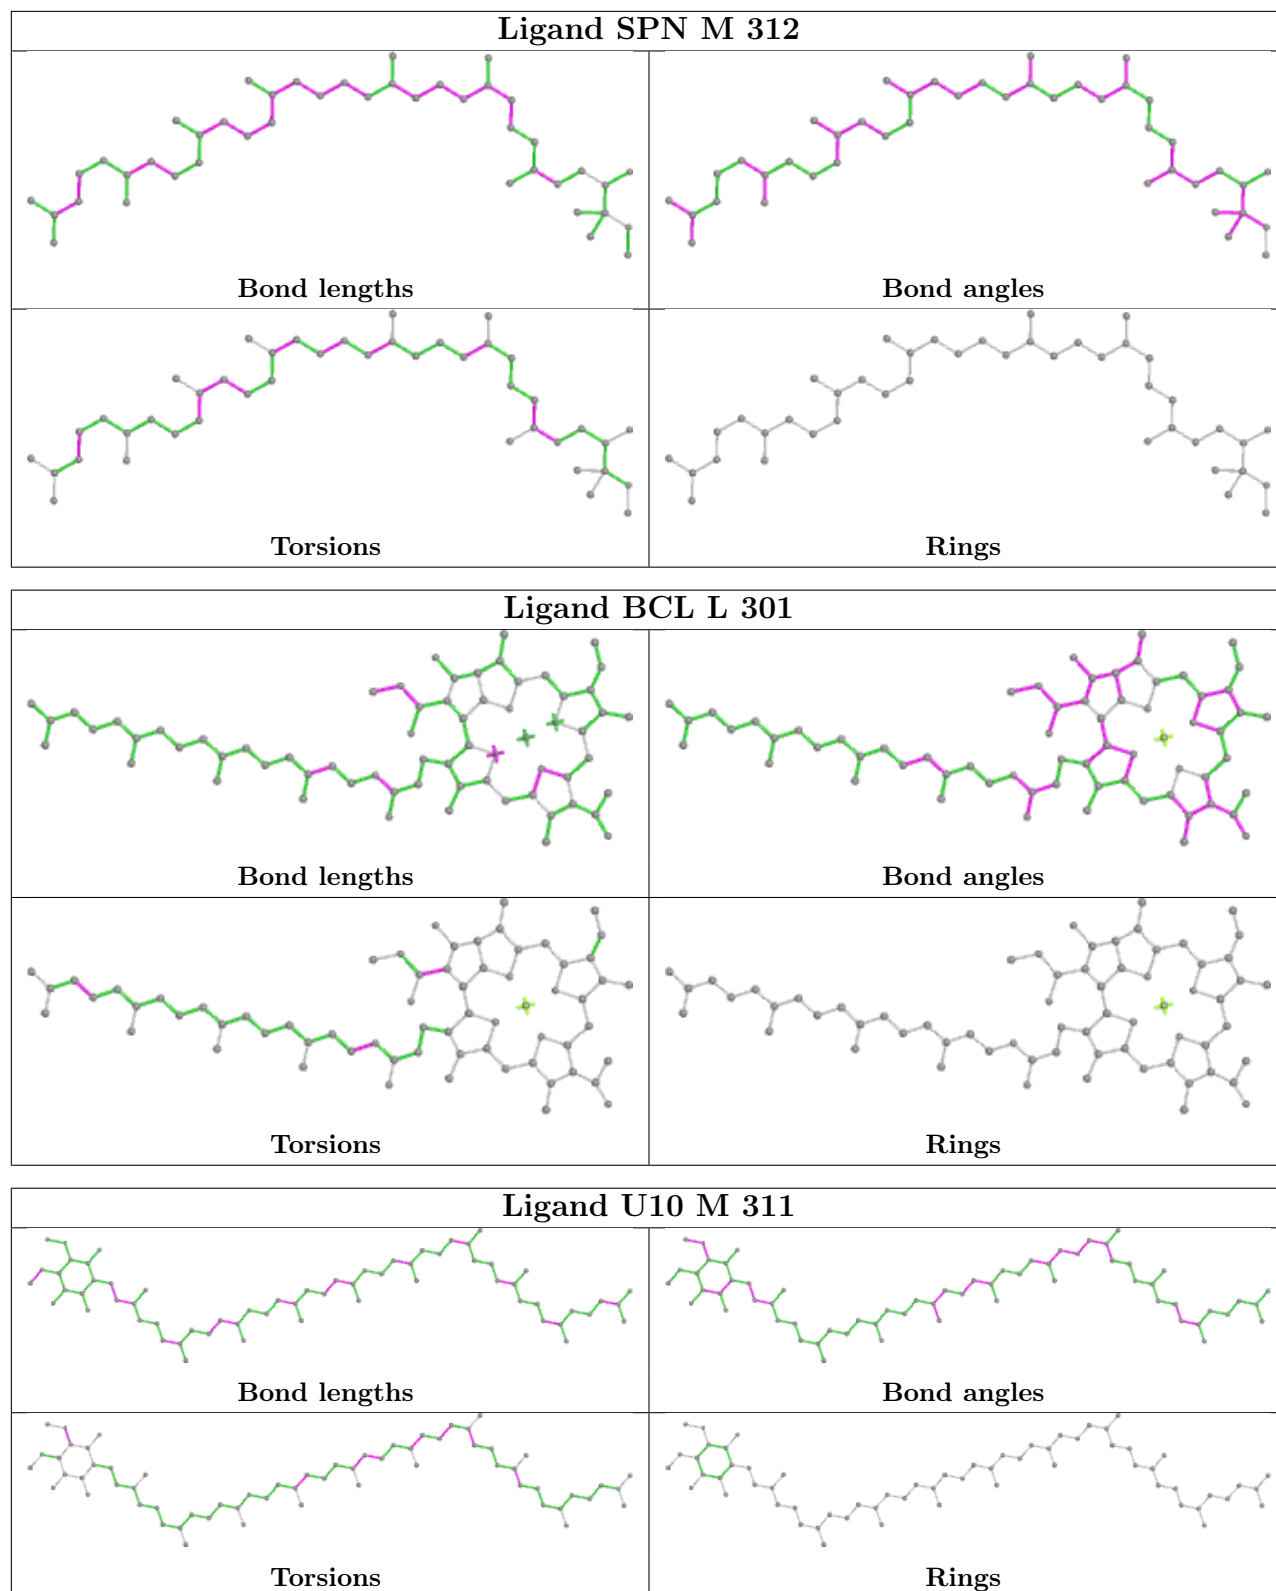 Ligand SPN M 312
Bond lengths
Bond angles
Torsions
Rings
Ligand BCL L 301
Bond lengths
Bond angles
Torsions
Rings
Ligand U10 M 311
Bond lengths
Bond angles
Torsions
Rings